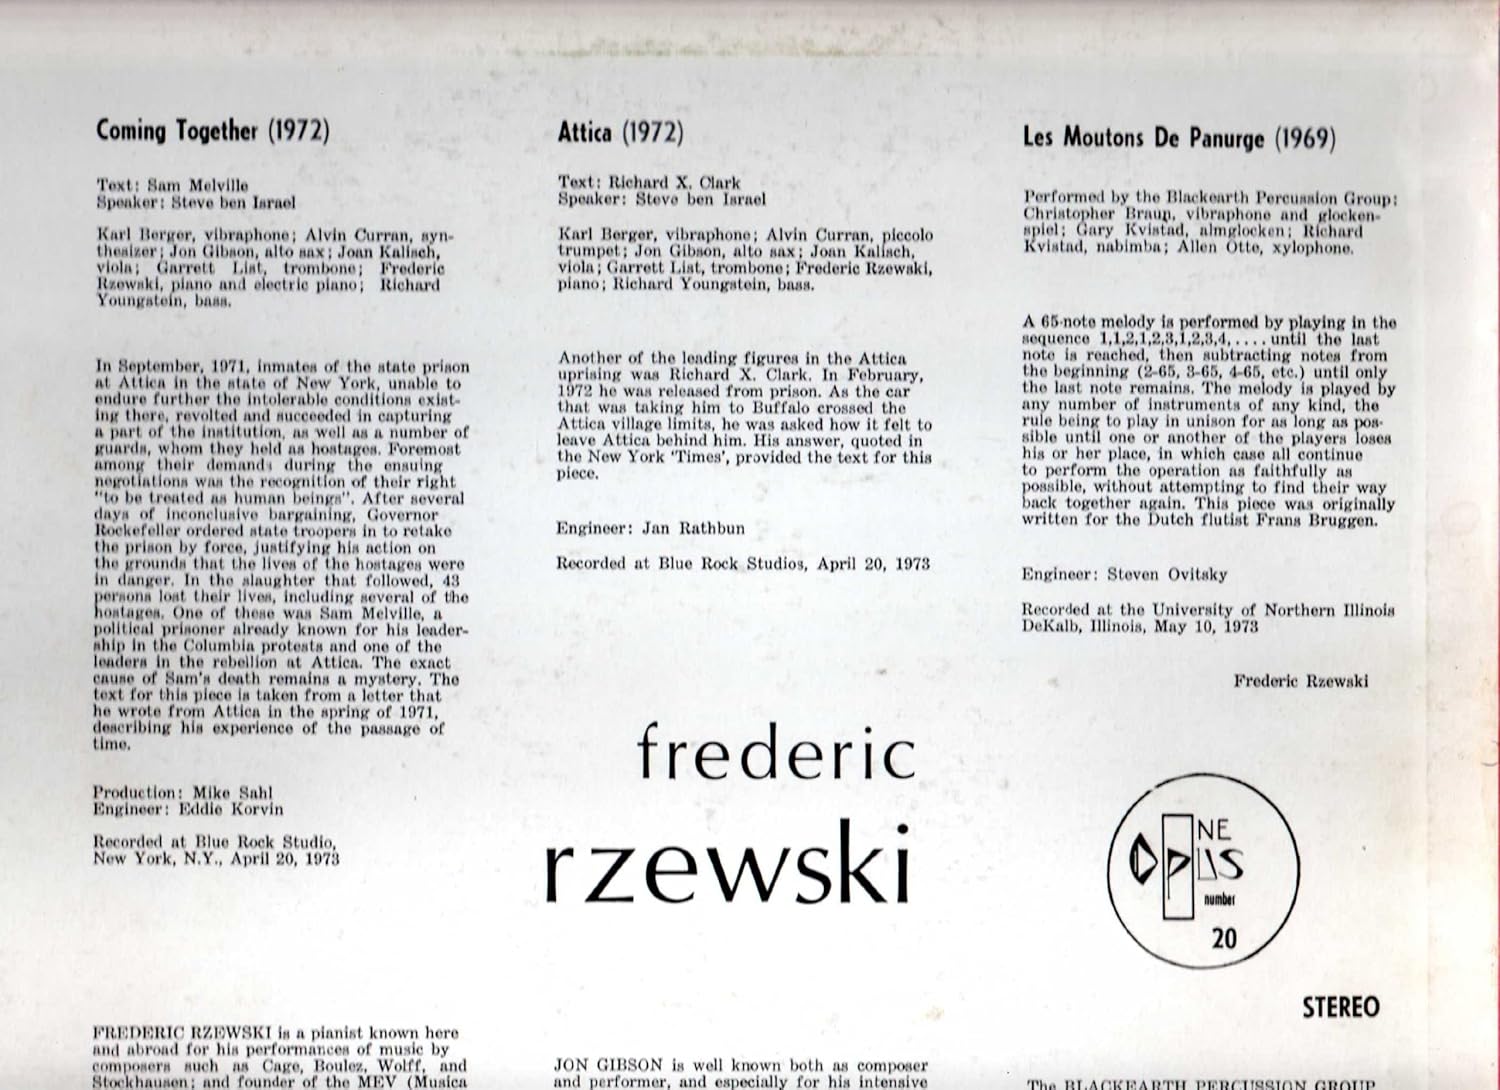 Coming Together (1972)
Text: Sam Melville
Speaker: Steve ben Israel
Karl Berger, vibraphone; Alvin Curran, syn-
thesizer; Jon Gibson, alto sax; Joan Kalisch,
viola; Garrett List, trombone; Frederic
Rzewski, piano and electric piano; Richard
Youngstein, bass.
In September, 1971, inmates of the state prison
at Attica in the state of New York, unable to
endure further the intolerable conditions exist-
ing there, revolted and succeeded in capturing
a part of the institution, as well as a number of
guards, whom they held as hostages. Foremost
among their demands during the ensuing
negotiations was the recognition of their right
"to be treated as human beings". After several
days of inconclusive bargaining, Governor
Rockefeller ordered state troopers in to retake
the prison by force, justifying his action on
the grounds that the lives of the hostages were
in danger. In the slaughter that followed, 43
persons lost their lives, including several of the
hostages. One of these was Sam Melville, a
political prisoner already known for his leader-
ship in the Columbia protests and one of the
leaders in the rebellion at Attica. The exact
cause of Sam's death remains a mystery. The
text for this piece is taken from a letter that
he wrote from Attica in the spring of 1971,
describing his experience of the passage of
time.
Production: Mike Sahl
Engineer: Eddie Korvin
Recorded at Blue Rock Studio,
New York, N.Y., April 20, 1973
Attica (1972)
Text: Richard X. Clark
Speaker: Steve ben Israel
Karl Berger, vibraphone; Alvin Curran, piccolo
trumpet; Jon Gibson, alto sax; Joan Kalisch,
viola; Garrett List, trombone; Frederic Rzewski,
piano; Richard Youngstein, bass.
Another of the leading figures in the Attica
uprising was Richard X. Clark. In February,
1972 he was released from prison. As the car
that was taking him to Buffalo crossed the
Attica village limits, he was asked how it felt to
leave Attica behind him. His answer, quoted in
the New York 'Times', provided the text for this
piece.
Engineer: Jan Rathbun
Recorded at Blue Rock Studios, April 20, 1973
Les Moutons De Panurge (1969)
Performed by the Blackearth Percussion Group:
Christopher Braun, vibraphone and glocken-
spiel; Gary Kvistad, almglocken; Richard
Kvistad, nabimba; Allen Otte, xylophone.
A 65-note melody is performed by playing in the
sequence 1,1,2,1,2,3,1,2,3,4, . . . . until the last
note is reached, then subtracting notes from
the beginning (2-65, 3-65, 4-65, etc.) until only
the last note remains. The melody is played by
any number of instruments of any kind, the
rule being to play in unison for as long as pos-
sible until one or another of the players loses
his or her place, in which case all continue
to perform the operation as faithfully as
possible, without attempting to find their way
back together again. This piece was originally
written for the Dutch flutist Frans Bruggen.
Engineer: Steven Ovitsky
Recorded at the University of Northern Illinois
DeKalb, Illinois, May 10, 1973
Frederic Rzewski
frederic
rzewski
OPUS
ONE
number
20
STEREO
FREDERIC RZEWSKI is a pianist known here
and abroad for his performances of music by
composers such as Cage, Boulez, Wolff, and
Stockhausen; and founder of the MEV (Musica
JON GIBSON is well known both as composer
and performer, and especially for his intensive
The BLACKEARTH PERCUSSION GROUP